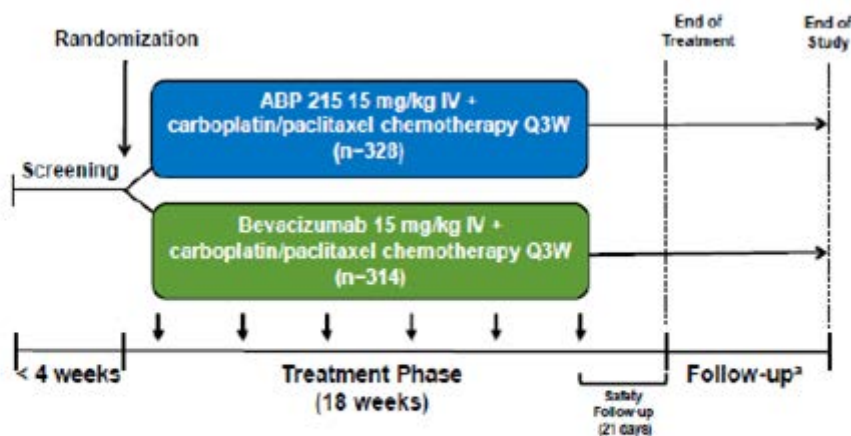 Randomization
End of
Treatment
End of
Study
ABP 215 15 mg/kg IV +
carboplatin/paclitaxel chemotherapy Q3W
(n=328)
Screening
Bevacizumab 15 mg/kg IV +
carboplatin/paclitaxel chemotherapy Q3W
(n=314)
< 4 weeks
Treatment Phase
(18 weeks)
Safety
Follow-up
(21 days)
Follow-upᵃ